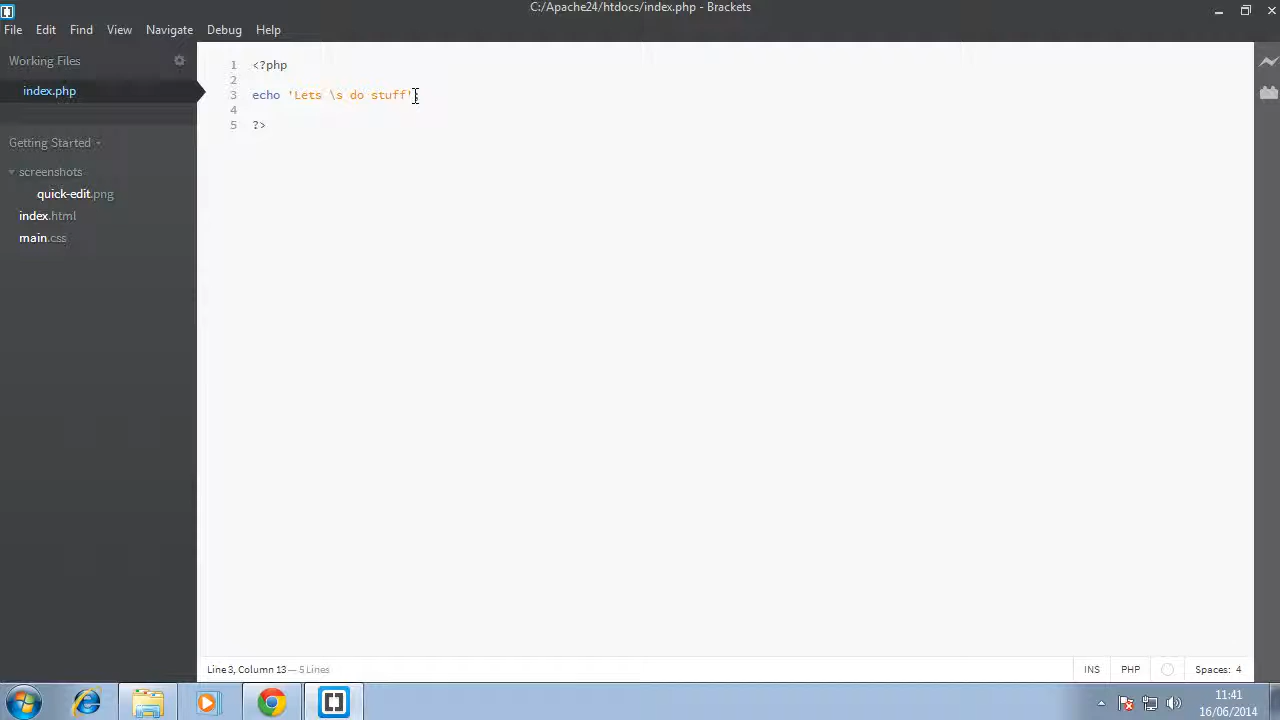 C:/Apache24/htdocs/index.php - Brackets
File Edit Find View Navigate Debug Help
Working Files
index.php
Getting Started
screenshots
quick-edit.png
index.html
main.css
1 <?php
2
3 echo 'Lets \s do stuff';
4
5 ?>
Line 3, Column 13 — 5 Lines
INS PHP Spaces: 4
11:41
16/06/2014